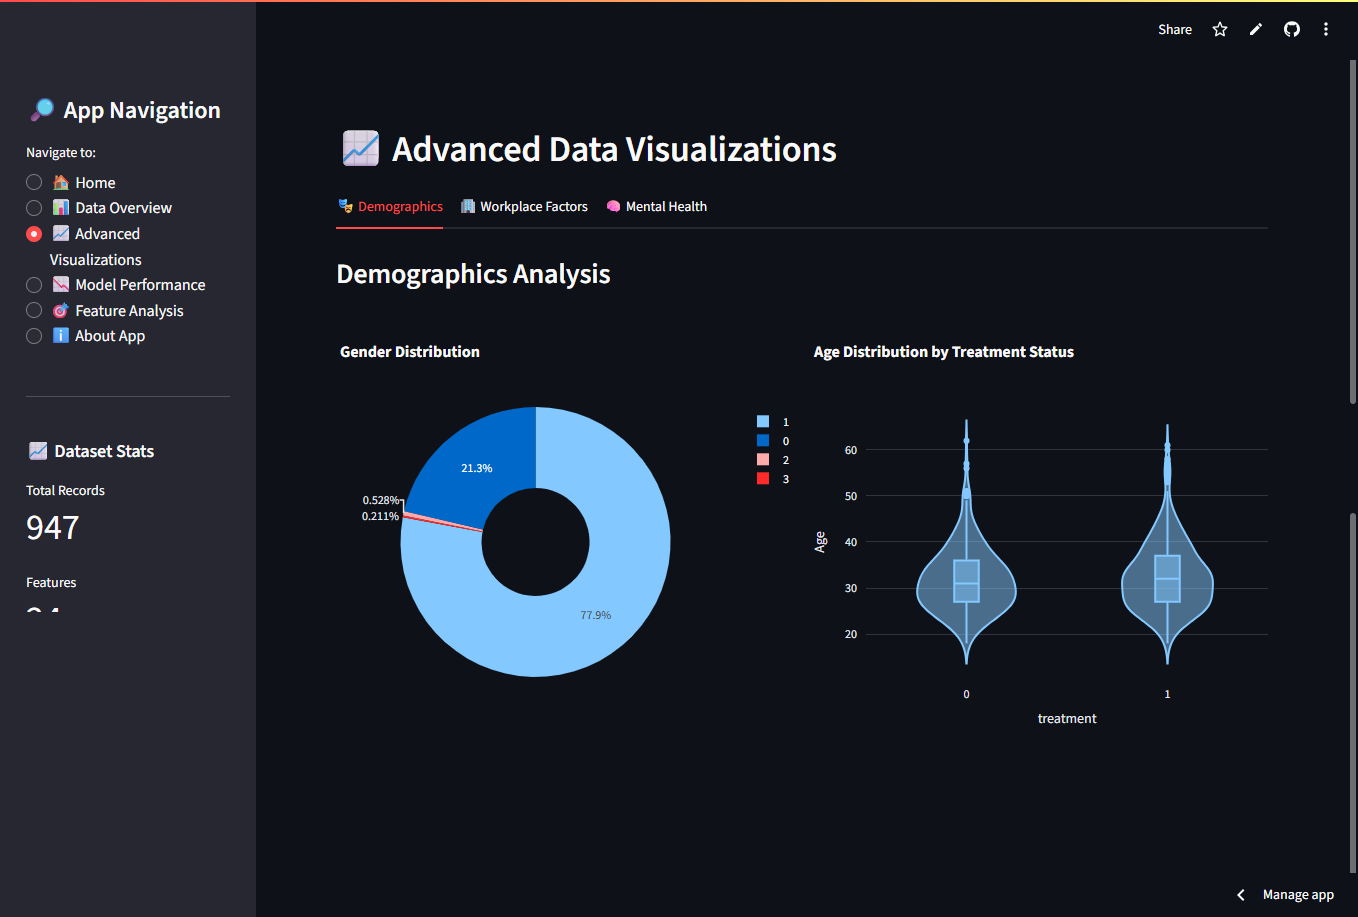 Share
App Navigation
Navigate to:
Home
Data Overview
Advanced
Visualizations
Model Performance
Feature Analysis
About App
Dataset Stats
Total Records
947
Features
Advanced Data Visualizations
Demographics
Workplace Factors
Mental Health
Demographics Analysis
Gender Distribution
21.3%
0.528%
0.211%
77.9%
1
0
2
3
Age Distribution by Treatment Status
Age
60
50
40
30
20
0
1
treatment
Manage app